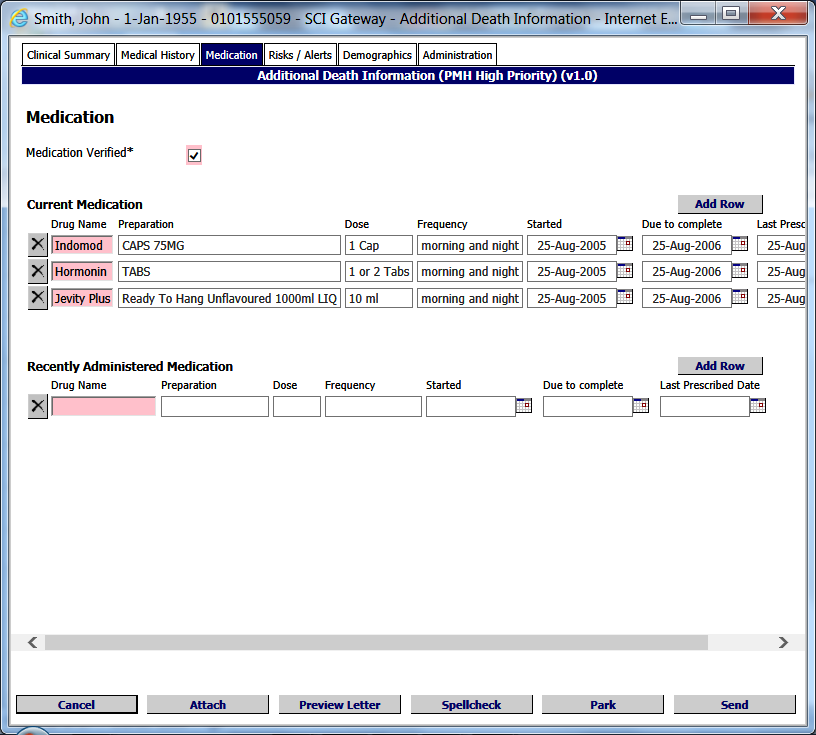 Smith, John - 1-Jan-1955 - 0101555059 - SCI Gateway - Additional Death Information - Internet E...
Clinical Summary Medical History Medication Risks / Alerts Demographics Administration
Additional Death Information (PMH High Priority) (v1.0)
Medication
Medication Verified*
Current Medication Add Row
Drug Name Preparation Dose Frequency Started Due to complete Last Presc
Indomod CAPS 75MG 1 Cap morning and night 25-Aug-2005 25-Aug-2006 25-Aug
Hormonin TABS 1 or 2 Tabs morning and night 25-Aug-2005 25-Aug-2006 25-Aug
Jevity Plus Ready To Hang Unflavoured 1000ml LIQ 10 ml morning and night 25-Aug-2005 25-Aug-2006 25-Aug
Recently Administered Medication Add Row
Drug Name Preparation Dose Frequency Started Due to complete Last Prescribed Date
Cancel Attach Preview Letter Spellcheck Park Send